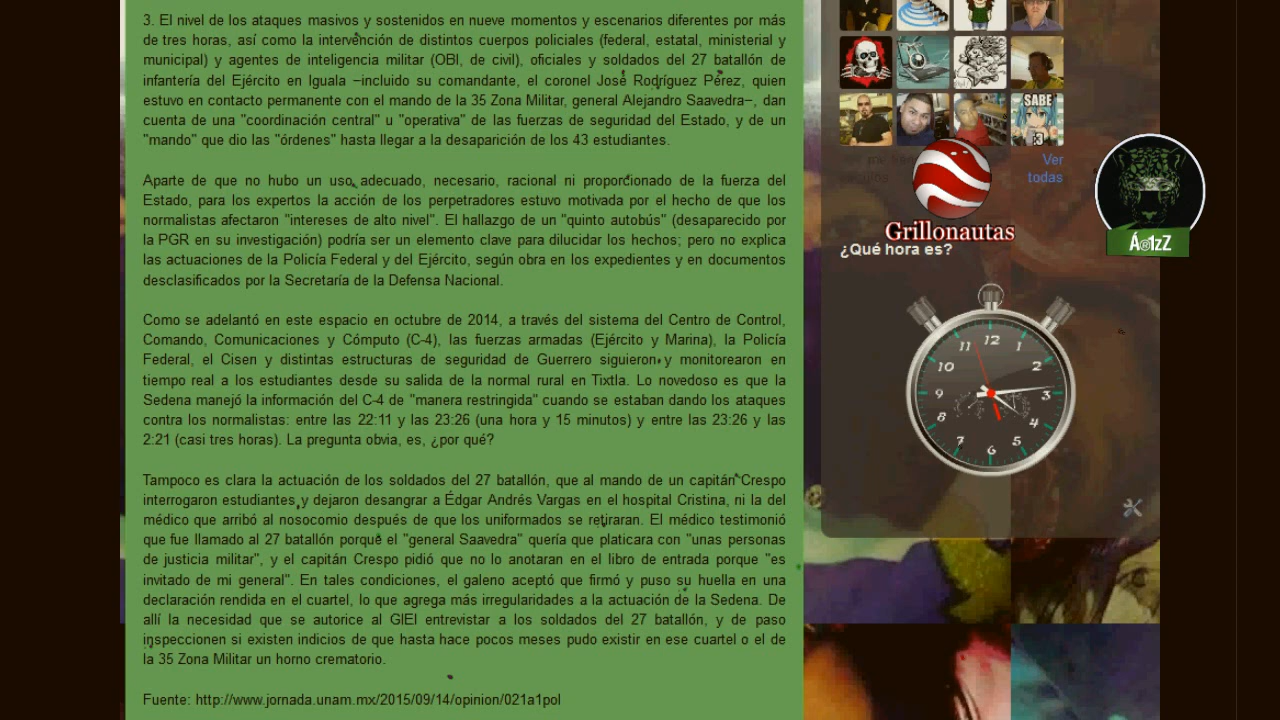 3. El nivel de los ataques masivos y sostenidos en nueve momentos y escenarios diferentes por más
de tres horas, así como la intervención de distintos cuerpos policiales (federal, estatal, ministerial y
municipal) y agentes de inteligencia militar (OBI, de civil), oficiales y soldados del 27 batallón de
infantería del Ejército en Iguala −incluido su comandante, el coronel José Rodríguez Pérez, quien
estuvo en contacto permanente con el mando de la 35 Zona Militar, general Alejandro Saavedra−, dan
cuenta de una "coordinación central" u "operativa" de las fuerzas de seguridad del Estado, y de un
"mando" que dio las "órdenes" hasta llegar a la desaparición de los 43 estudiantes.
Aparte de que no hubo un uso adecuado, necesario, racional ni proporcionado de la fuerza del
Estado, para los expertos la acción de los perpetradores estuvo motivada por el hecho de que los
normalistas afectaron "intereses de alto nivel". El hallazgo de un "quinto autobús" (desaparecido por
la PGR en su investigación) podría ser un elemento clave para dilucidar los hechos; pero no explica
las actuaciones de la Policía Federal y del Ejército, según obra en los expedientes y en documentos
desclasificados por la Secretaría de la Defensa Nacional.
Como se adelantó en este espacio en octubre de 2014, a través del sistema del Centro de Control,
Comando, Comunicaciones y Cómputo (C-4), las fuerzas armadas (Ejército y Marina), la Policía
Federal, el Cisen y distintas estructuras de seguridad de Guerrero siguieron y monitorearon en
tiempo real a los estudiantes desde su salida de la normal rural en Tixtla. Lo novedoso es que la
Sedena manejó la información del C-4 de "manera restringida" cuando se estaban dando los ataques
contra los normalistas: entre las 22:11 y las 23:26 (una hora y 15 minutos) y entre las 23:26 y las
2:21 (casi tres horas). La pregunta obvia, es, ¿por qué?
Tampoco es clara la actuación de los soldados del 27 batallón, que al mando de un capitán Crespo
interrogaron estudiantes y dejaron desangrar a Édgar Andrés Vargas en el hospital Cristina, ni la del
médico que arribó al nosocomio después de que los uniformados se retiraran. El médico testimonió
que fue llamado al 27 batallón porque el "general Saavedra" quería que platicara con "unas personas
de justicia militar", y el capitán Crespo pidió que no lo anotaran en el libro de entrada porque "es
invitado de mi general". En tales condiciones, el galeno aceptó que firmó y puso su huella en una
declaración rendida en el cuartel, lo que agrega más irregularidades a la actuación de la Sedena. De
allí la necesidad que se autorice al GIEI entrevistar a los soldados del 27 batallón, y de paso
inspeccionen si existen indicios de que hasta hace pocos meses pudo existir en ese cuartel o el de
la 35 Zona Militar un horno crematorio.
Fuente: http://www.jornada.unam.mx/2015/09/14/opinion/021a1pol
SABE
Ver
todas
Grillonautas
¿Qué hora es?
12
1
2
3
4
5
6
7
8
9
10
11
Á®1zZ